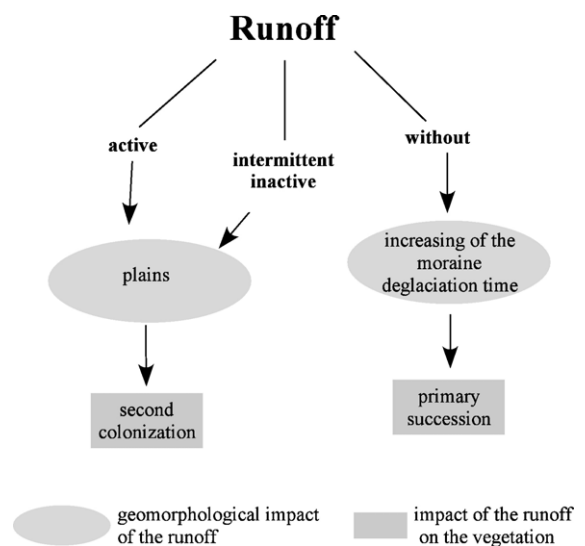 Runoff
active
intermittent
inactive
without
plains
increasing of the
moraine
deglaciation time
second
colonization
primary
succession
geomorphological impact
of the runoff
impact of the runoff
on the vegetation